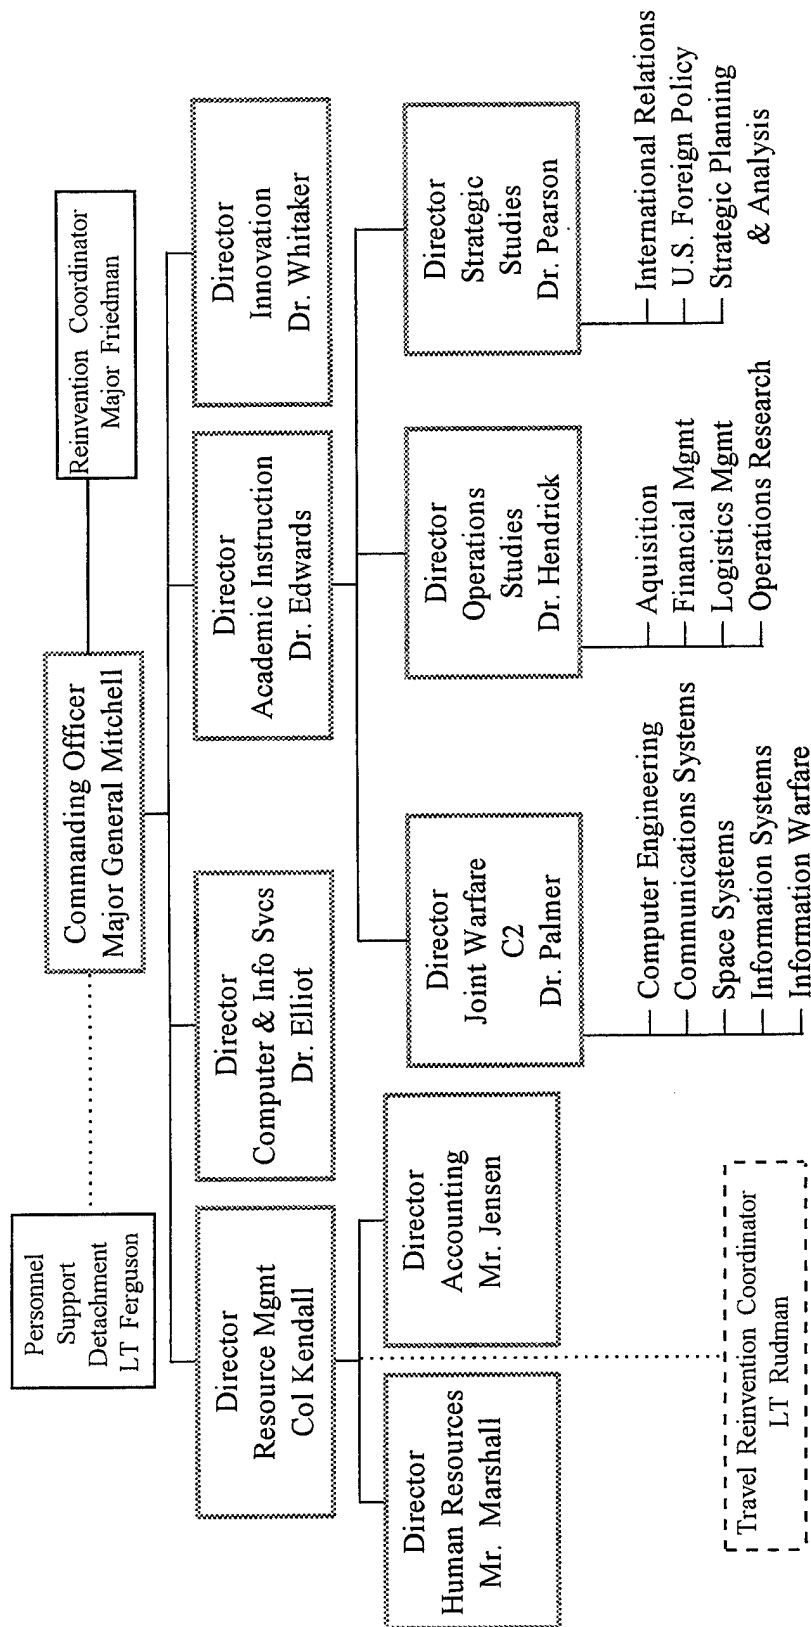 Personnel
Support
Detachment
LT Ferguson
Commanding Officer
Major General Mitchell
Reinvention Coordinator
Major Friedman
Director
Resource Mgmt
Col Kendall
Director
Computer & Info Svcs
Dr. Elliot
Director
Academic Instruction
Dr. Edwards
Director
Innovation
Dr. Whitaker
Director
Human Resources
Mr. Marshall
Director
Accounting
Mr. Jensen
Director
Joint Warfare
C2
Dr. Palmer
Director
Operations
Studies
Dr. Hendrick
Director
Strategic
Studies
Dr. Pearson
Computer Engineering
Communications Systems
Space Systems
Information Systems
Information Warfare
Aquisition
Financial Mgmt
Logistics Mgmt
Operations Research
International Relations
U.S. Foreign Policy
Strategic Planning
& Analysis
Travel Reinvention Coordinator
LT Rudman